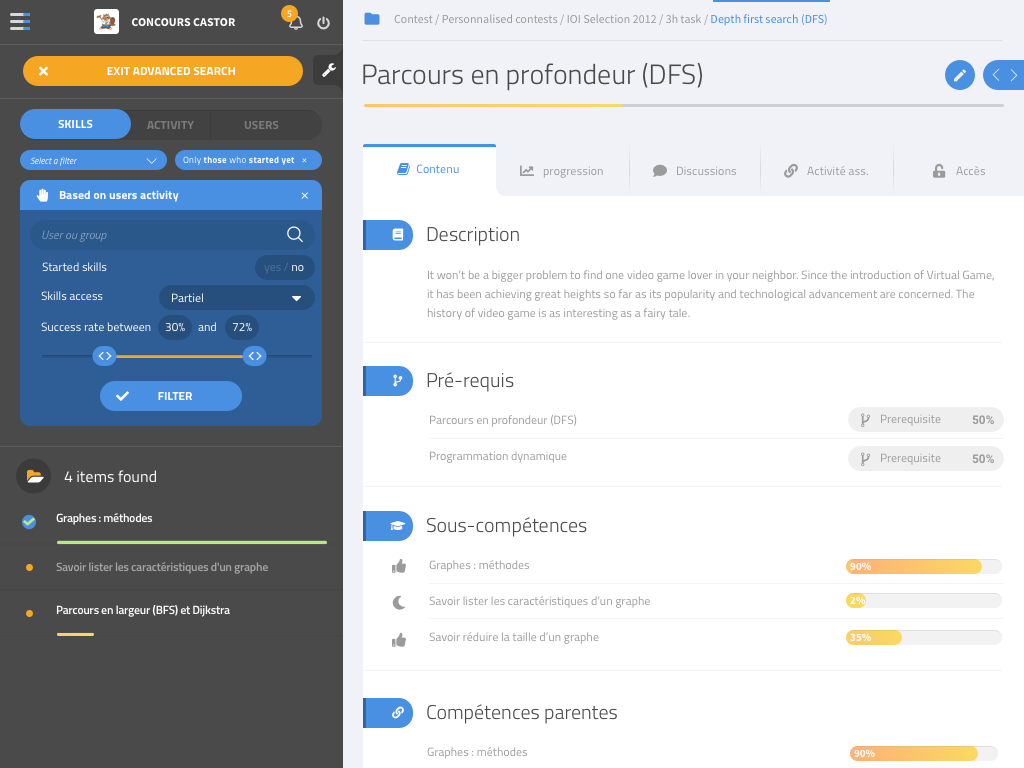 CONCOURS CASTOR
5
EXIT ADVANCED SEARCH
SKILLS
ACTIVITY
USERS
Select a filter
Only those who started yet ×
Based on users activity ×
User ou group
Started skills
yes / no
Skills access
Partiel
Success rate between 30% and 72%
FILTER
4 items found
Graphes : méthodes
Savoir lister les caractéristiques d'un graphe
Parcours en largeur (BFS) et Dijkstra
Contest / Personnalised contests / IOI Selection 2012 / 3h task / Depth first search (DFS)
Parcours en profondeur (DFS)
Contenu
progression
Discussions
Activité ass.
Accès
Description
It won't be a bigger problem to find one video game lover in your neighbor. Since the introduction of Virtual Game,
it has been achieving great heights so far as its popularity and technological advancement are concerned. The
history of video game is as interesting as a fairy tale.
Pré-requis
Parcours en profondeur (DFS)
Prerequisite 50%
Programmation dynamique
Prerequisite 50%
Sous-compétences
Graphes : méthodes
90%
Savoir lister les caractéristiques d'un graphe
2%
Savoir réduire la taille d'un graphe
35%
Compétences parentes
Graphes : méthodes
90%